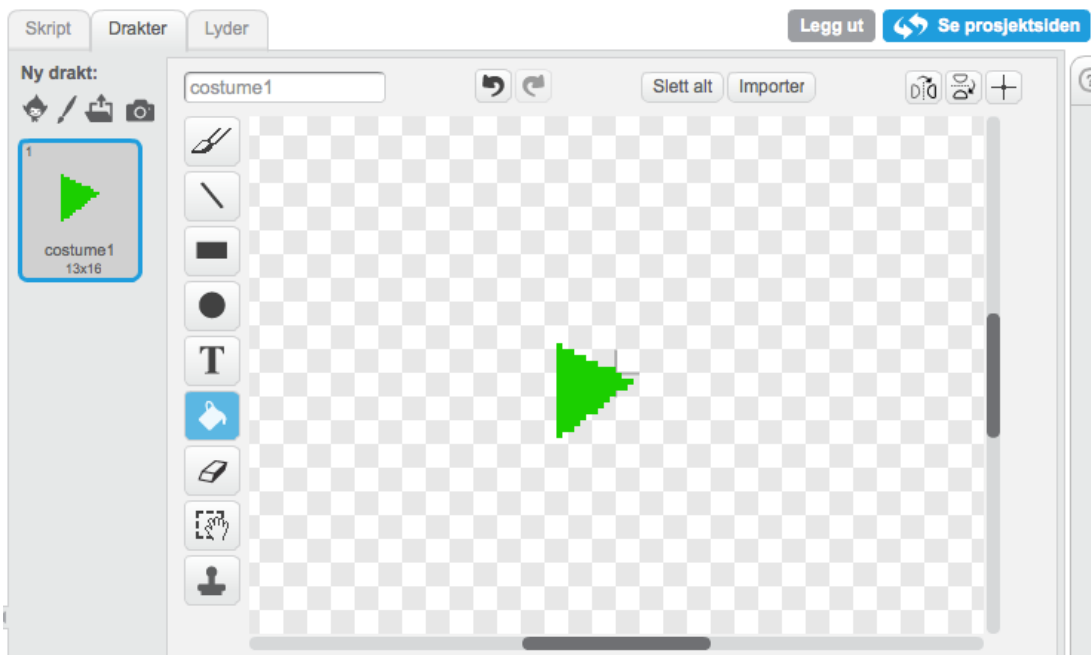 Skript Drakter Lyder Legg ut Se prosjektsiden
Ny drakt:
costume1 Slett alt Importer
1
T
costume1
13x16